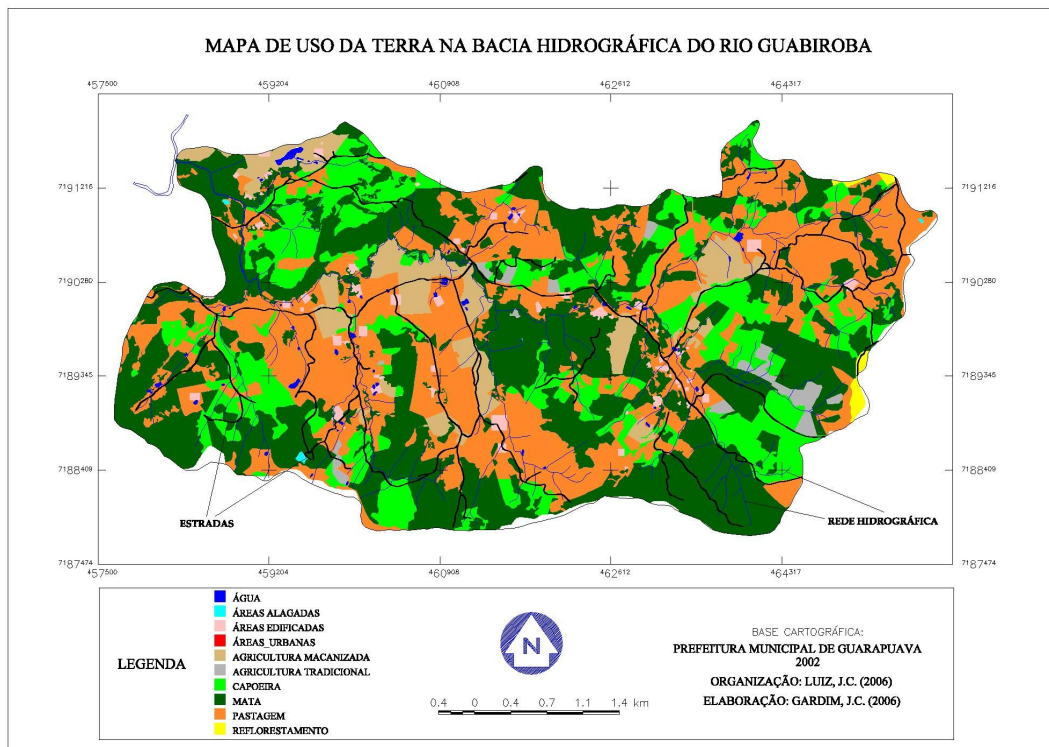 MAPA DE USO DA TERRA NA BACIA HIDROGRÁFICA DO RIO GUABIROBA
457500 459204 460908 462612 464317
7191216 7191216
7190280 7190280
7189345 7189345
7188409 7188409
ESTRADAS
REDE HIDROGRÁFICA
7187474 7187474
457500 459204 460908 462612 464317
LEGENDA
ÁGUA
ÁREAS ALAGADAS
ÁREAS EDIFICADAS
ÁREAS_URBANAS
AGRICULTURA MACANIZADA
AGRICULTURA TRADICIONAL
CAPOEIRA
MATA
PASTAGEM
REFLORESTAMENTO
N
0.4 0 0.4 0.7 1.1 1.4 km
BASE CARTOGRÁFICA:
PREFEITURA MUNICIPAL DE GUARAPUAVA
2002
ORGANIZAÇÃO: LUIZ, J.C. (2006)
ELABORAÇÃO: GARDIM, J.C. (2006)